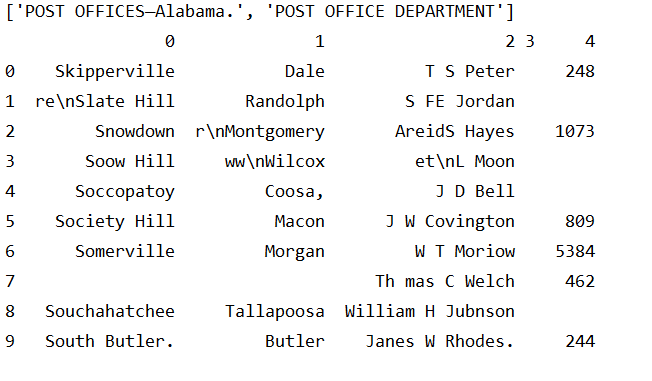 ['POST OFFICES—Alabama.', 'POST OFFICE DEPARTMENT']
0 1 2 3 4
0 Skipperville Dale T S Peter 248
1 re\nSlate Hill Randolph S FE Jordan
2 Snowdown r\nMontgomery AreidS Hayes 1073
3 Soow Hill ww\nWilcox et\nL Moon
4 Soccopatoy Coosa, J D Bell
5 Society Hill Macon J W Covington 809
6 Somerville Morgan W T Moriow 5384
7 Th mas C Welch 462
8 Souchahatchee Tallapoosa William H Jubnson
9 South Butler. Butler Janes W Rhodes. 244